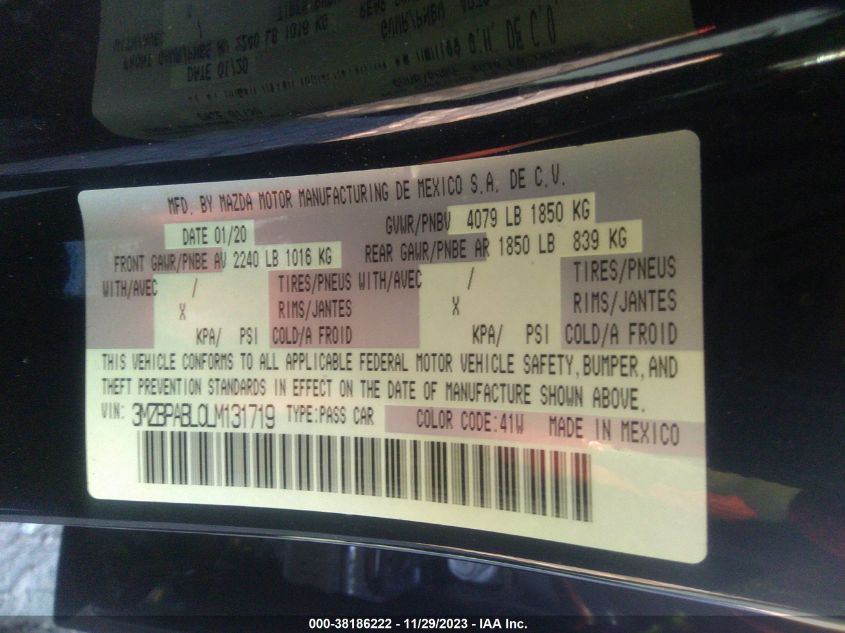 MFD. BY MAZDA MOTOR MANUFACTURING DE MEXICO S.A. DE C.V.
DATE 01/20 GVWR/PNBV 4079 LB 1850 KG
FRONT GAWR/PNBE AV 2240 LB 1016 KG REAR GAWR/PNBE AR 1850 LB 839 KG
WITH/AVEC / TIRES/PNEUS WITH/AVEC / TIRES/PNEUS
X RIMS/JANTES X RIMS/JANTES
KPA/ PSI COLD/A FROID KPA/ PSI COLD/A FROID
THIS VEHICLE CONFORMS TO ALL APPLICABLE FEDERAL MOTOR VEHICLE SAFETY, BUMPER, AND
THEFT PREVENTION STANDARDS IN EFFECT ON THE DATE OF MANUFACTURE SHOWN ABOVE.
VIN: 3MZBPABL0LM131719 TYPE:PASS CAR COLOR CODE:41W MADE IN MEXICO
000-38186222 - 11/29/2023 - IAA Inc.